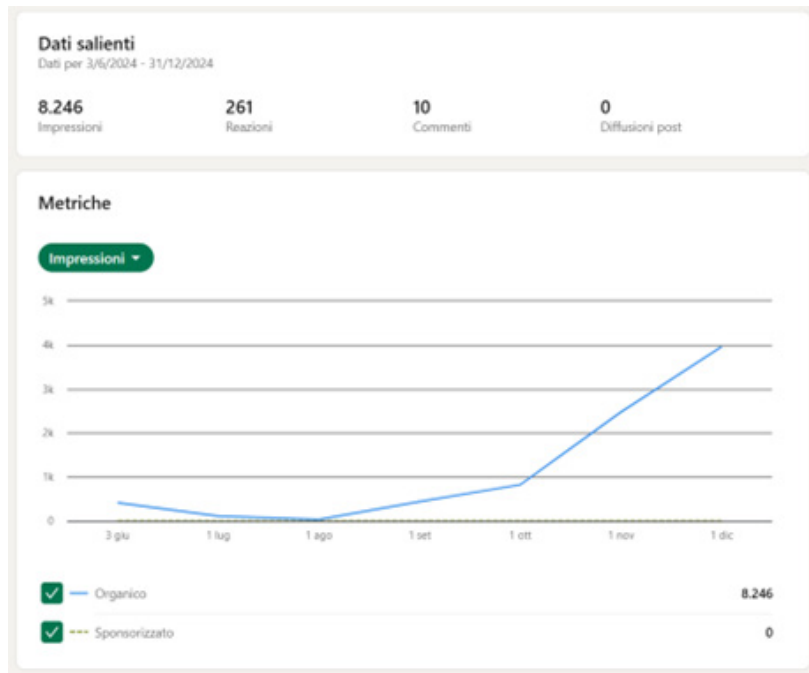 Dati salienti
Dati per 3/6/2024 - 31/12/2024
8.246 261 10 0
Impressioni Reazioni Commenti Diffusioni post
Metriche
Impressioni
5k
4k
3k
2k
1k
0
3 giu 1 lug 1 ago 1 set 1 ott 1 nov 1 dic
Organico 8.246
Sponsorizzato 0